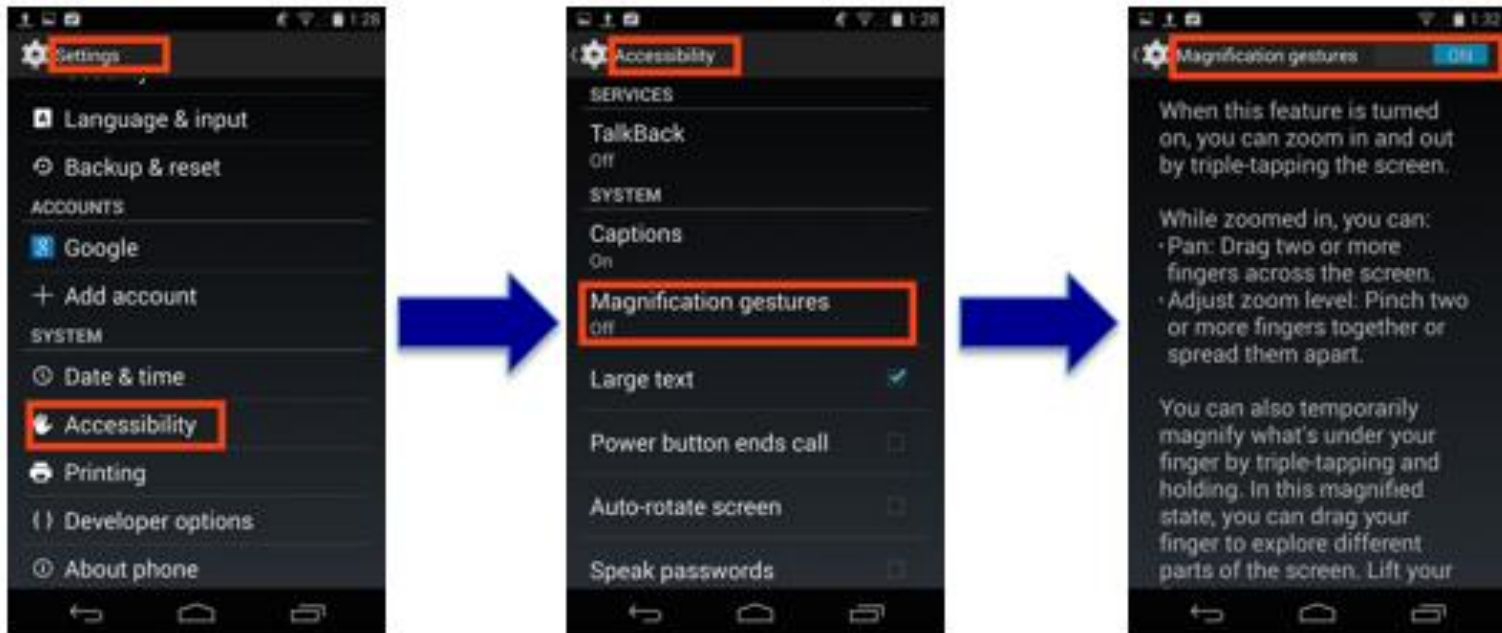 1:28
Settings
Language & input
Backup & reset
ACCOUNTS
Google
Add account
SYSTEM
Date & time
Accessibility
Printing
Developer options
About phone
1:28
Accessibility
SERVICES
TalkBack
Off
SYSTEM
Captions
On
Magnification gestures
Off
Large text
Power button ends call
Auto-rotate screen
Speak passwords
1:32
Magnification gestures ON
When this feature is turned
on, you can zoom in and out
by triple-tapping the screen.
While zoomed in, you can:
· Pan: Drag two or more
fingers across the screen.
· Adjust zoom level: Pinch two
or more fingers together or
spread them apart.
You can also temporarily
magnify what's under your
finger by triple-tapping and
holding. In this magnified
state, you can drag your
finger to explore different
parts of the screen. Lift your